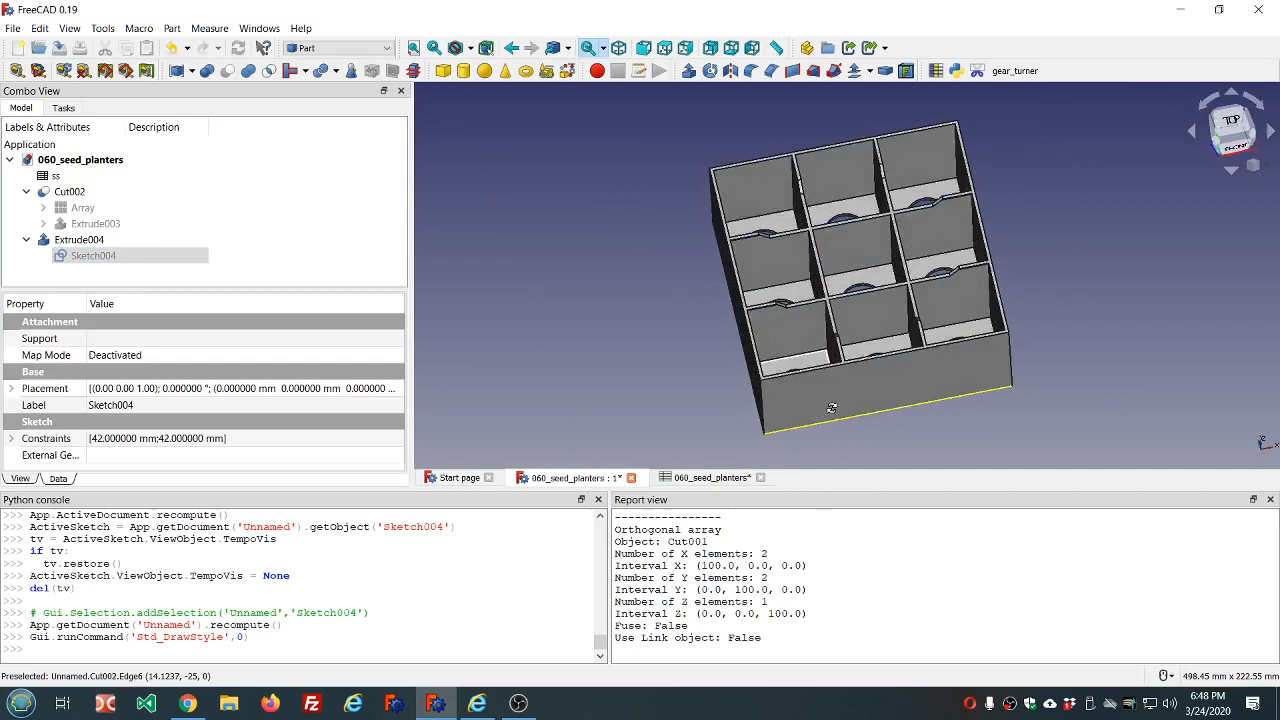 FreeCAD 0.19
File Edit View Tools Macro Part Measure Windows Help
Part
gear_turner
Combo View
Model Tasks
Labels & Attributes Description
Application
060_seed_planters
ss
Cut002
Array
Extrude003
Extrude004
Sketch004
TOP
Property Value
Attachment
Support
Map Mode Deactivated
Base
Placement [(0.00 0.00 1.00); 0.000000 °; (0.000000 mm 0.000000 mm 0.000000 ...
Label Sketch004
Sketch
Constraints [42.000000 mm;42.000000 mm]
External Ge...
View Data
Start page 060_seed_planters : 1* 060_seed_planters*
Python console
>>> App.ActiveDocument.recompute()
>>> ActiveSketch = App.getDocument('Unnamed').getObject('Sketch004')
>>> tv = ActiveSketch.ViewObject.TempoVis
>>> if tv:
>>> tv.restore()
>>> ActiveSketch.ViewObject.TempoVis = None
>>> del(tv)
>>>
>>> # Gui.Selection.addSelection('Unnamed','Sketch004')
>>> App.getDocument('Unnamed').recompute()
>>> Gui.runCommand('Std_DrawStyle',0)
>>>
Report view
----------------
Orthogonal array
Object: Cut001
Number of X elements: 2
Interval X: (100.0, 0.0, 0.0)
Number of Y elements: 2
Interval Y: (0.0, 100.0, 0.0)
Number of Z elements: 1
Interval Z: (0.0, 0.0, 100.0)
Fuse: False
Use Link object: False
Preselected: Unnamed.Cut002.Edge6 (14.1237, -25, 0)
498.45 mm x 222.55 mm
6:48 PM
3/24/2020